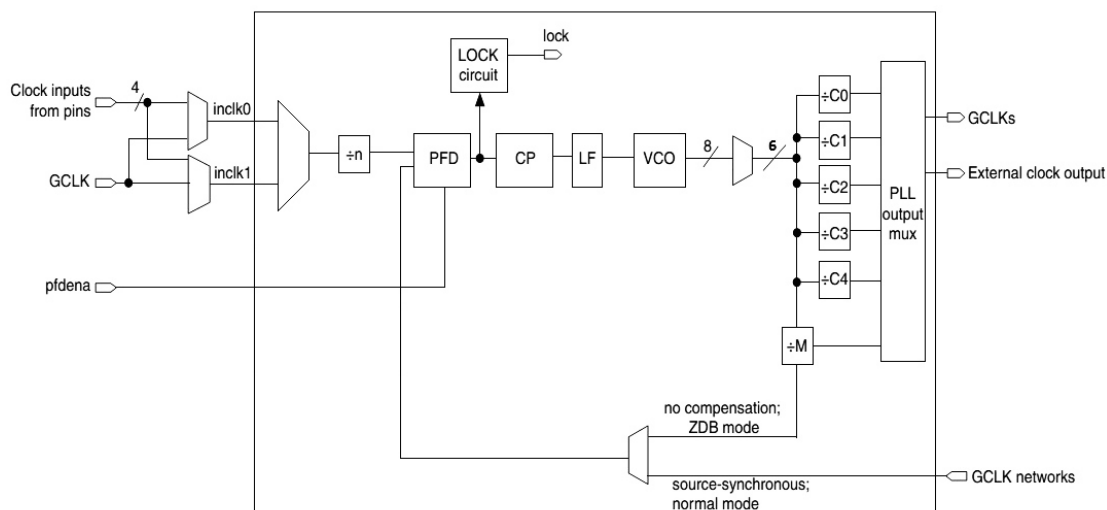 lock
LOCK
circuit
4
Clock inputs
from pins
inclk0
÷n
PFD
CP
LF
VCO
8
6
÷C0
÷C1
÷C2
÷C3
÷C4
÷M
PLL
output
mux
GCLKs
External clock output
GCLK
inclk1
pfdena
no compensation;
ZDB mode
source-synchronous;
normal mode
GCLK networks